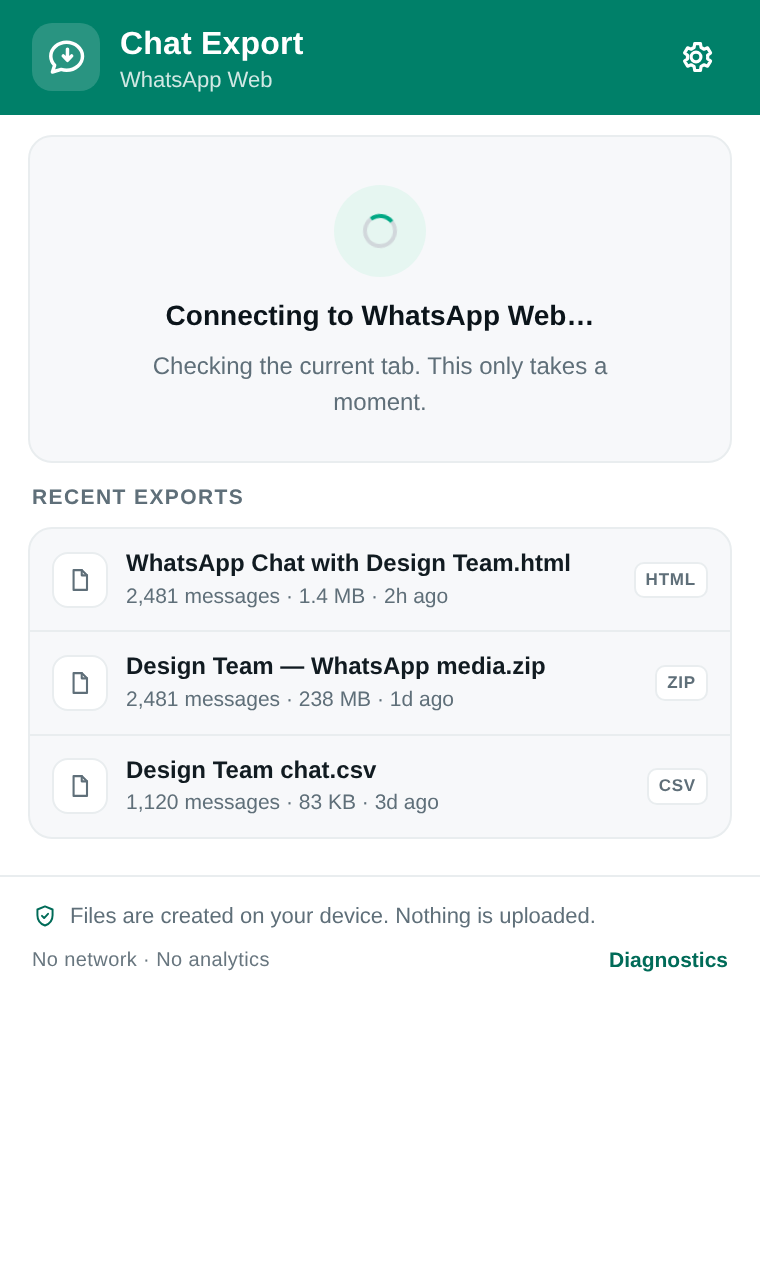 Chat Export
WhatsApp Web
Connecting to WhatsApp Web…
Checking the current tab. This only takes a
moment.
RECENT EXPORTS
WhatsApp Chat with Design Team.html
HTML
2,481 messages · 1.4 MB · 2h ago
Design Team — WhatsApp media.zip
ZIP
2,481 messages · 238 MB · 1d ago
Design Team chat.csv
CSV
1,120 messages · 83 KB · 3d ago
Files are created on your device. Nothing is uploaded.
No network · No analytics
Diagnostics